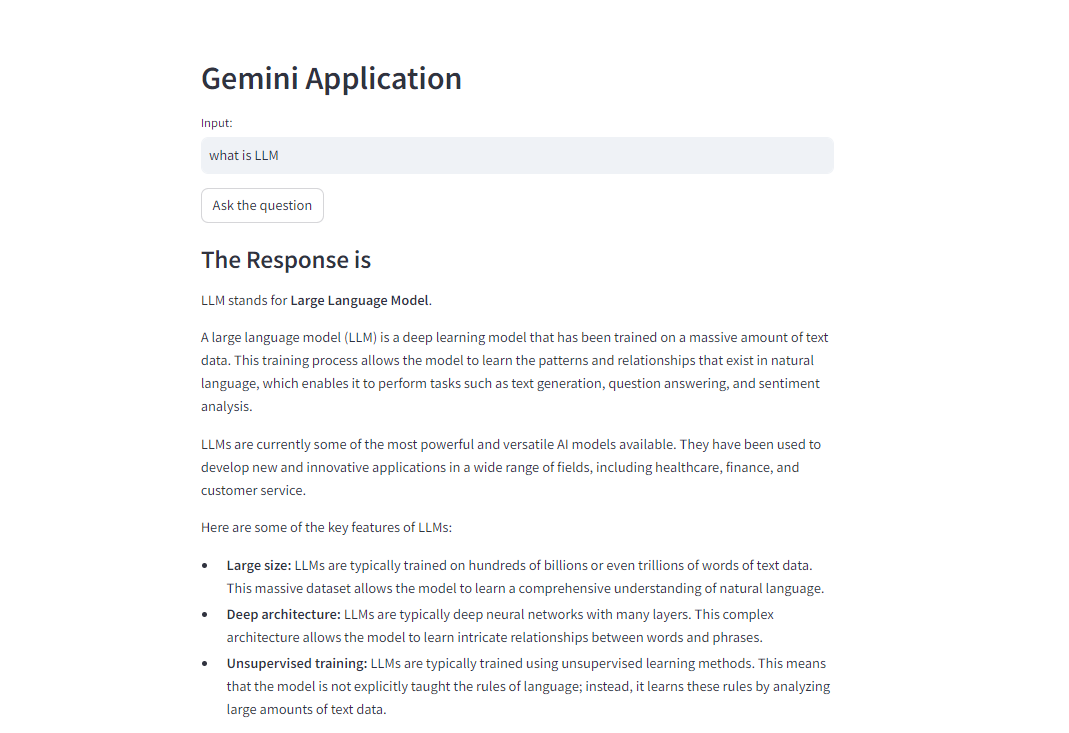 Gemini Application
Input:
what is LLM
Ask the question
The Response is
LLM stands for Large Language Model.
A large language model (LLM) is a deep learning model that has been trained on a massive amount of text
data. This training process allows the model to learn the patterns and relationships that exist in natural
language, which enables it to perform tasks such as text generation, question answering, and sentiment
analysis.
LLMs are currently some of the most powerful and versatile AI models available. They have been used to
develop new and innovative applications in a wide range of fields, including healthcare, finance, and
customer service.
Here are some of the key features of LLMs:
• Large size: LLMs are typically trained on hundreds of billions or even trillions of words of text data.
This massive dataset allows the model to learn a comprehensive understanding of natural language.
• Deep architecture: LLMs are typically deep neural networks with many layers. This complex
architecture allows the model to learn intricate relationships between words and phrases.
• Unsupervised training: LLMs are typically trained using unsupervised learning methods. This means
that the model is not explicitly taught the rules of language; instead, it learns these rules by analyzing
large amounts of text data.